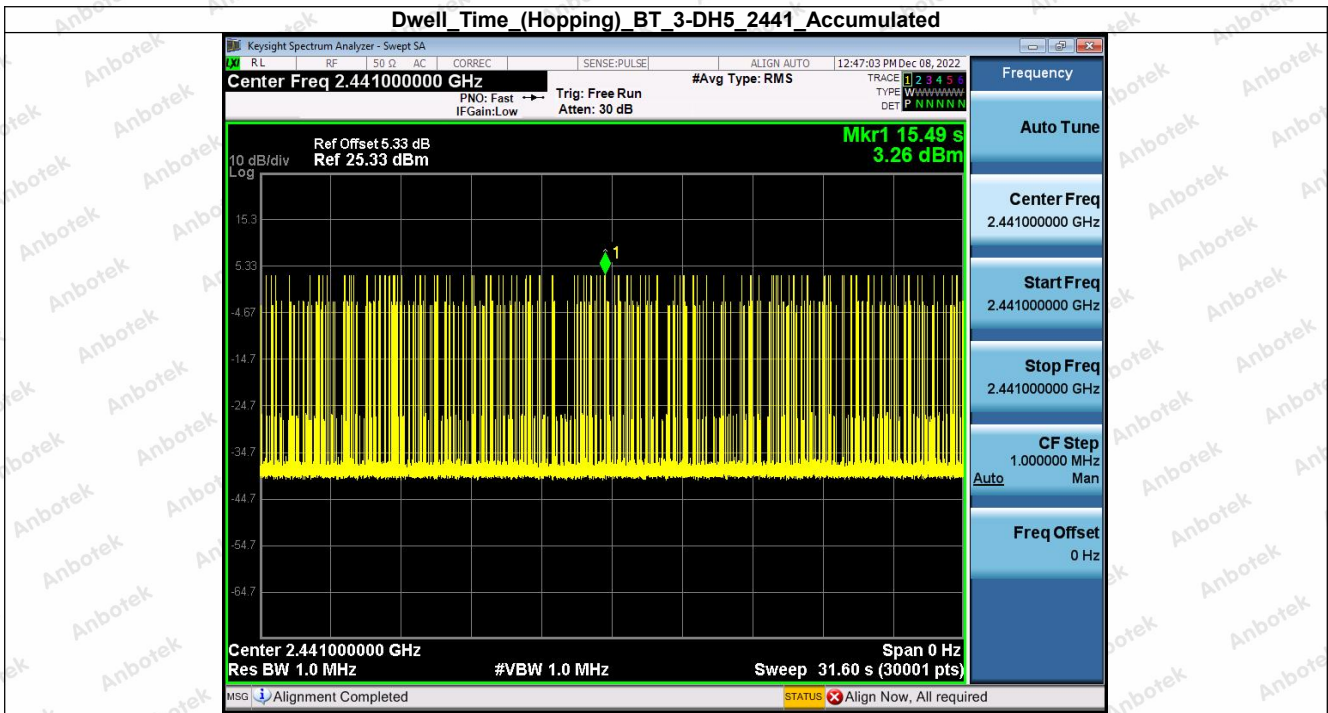 Dwell_Time_(Hopping)_BT_3-DH5_2441_Accumulated
Keysight Spectrum Analyzer - Swept SA
LXI RL RF 50 Ω AC CORREC SENSE:PULSE ALIGN AUTO 12:47:03 PM Dec 08, 2022
Center Freq 2.441000000 GHz
PNO: Fast
IFGain:Low
Trig: Free Run
Atten: 30 dB
#Avg Type: RMS
TRACE 1 2 3 4 5 6
TYPE WWWWWW
DET P N N N N N
Mkr1 15.49 s
3.26 dBm
Ref Offset 5.33 dB
10 dB/div Ref 25.33 dBm
Log
1
15.3
5.33
-4.67
-14.7
-24.7
-34.7
-44.7
-54.7
-64.7
Center 2.441000000 GHz Span 0 Hz
Res BW 1.0 MHz #VBW 1.0 MHz Sweep 31.60 s (30001 pts)
MSG Alignment Completed STATUS Align Now, All required
Frequency
Auto Tune
Center Freq
2.441000000 GHz
Start Freq
2.441000000 GHz
Stop Freq
2.441000000 GHz
CF Step
1.000000 MHz
Auto Man
Freq Offset
0 Hz
Anbotek